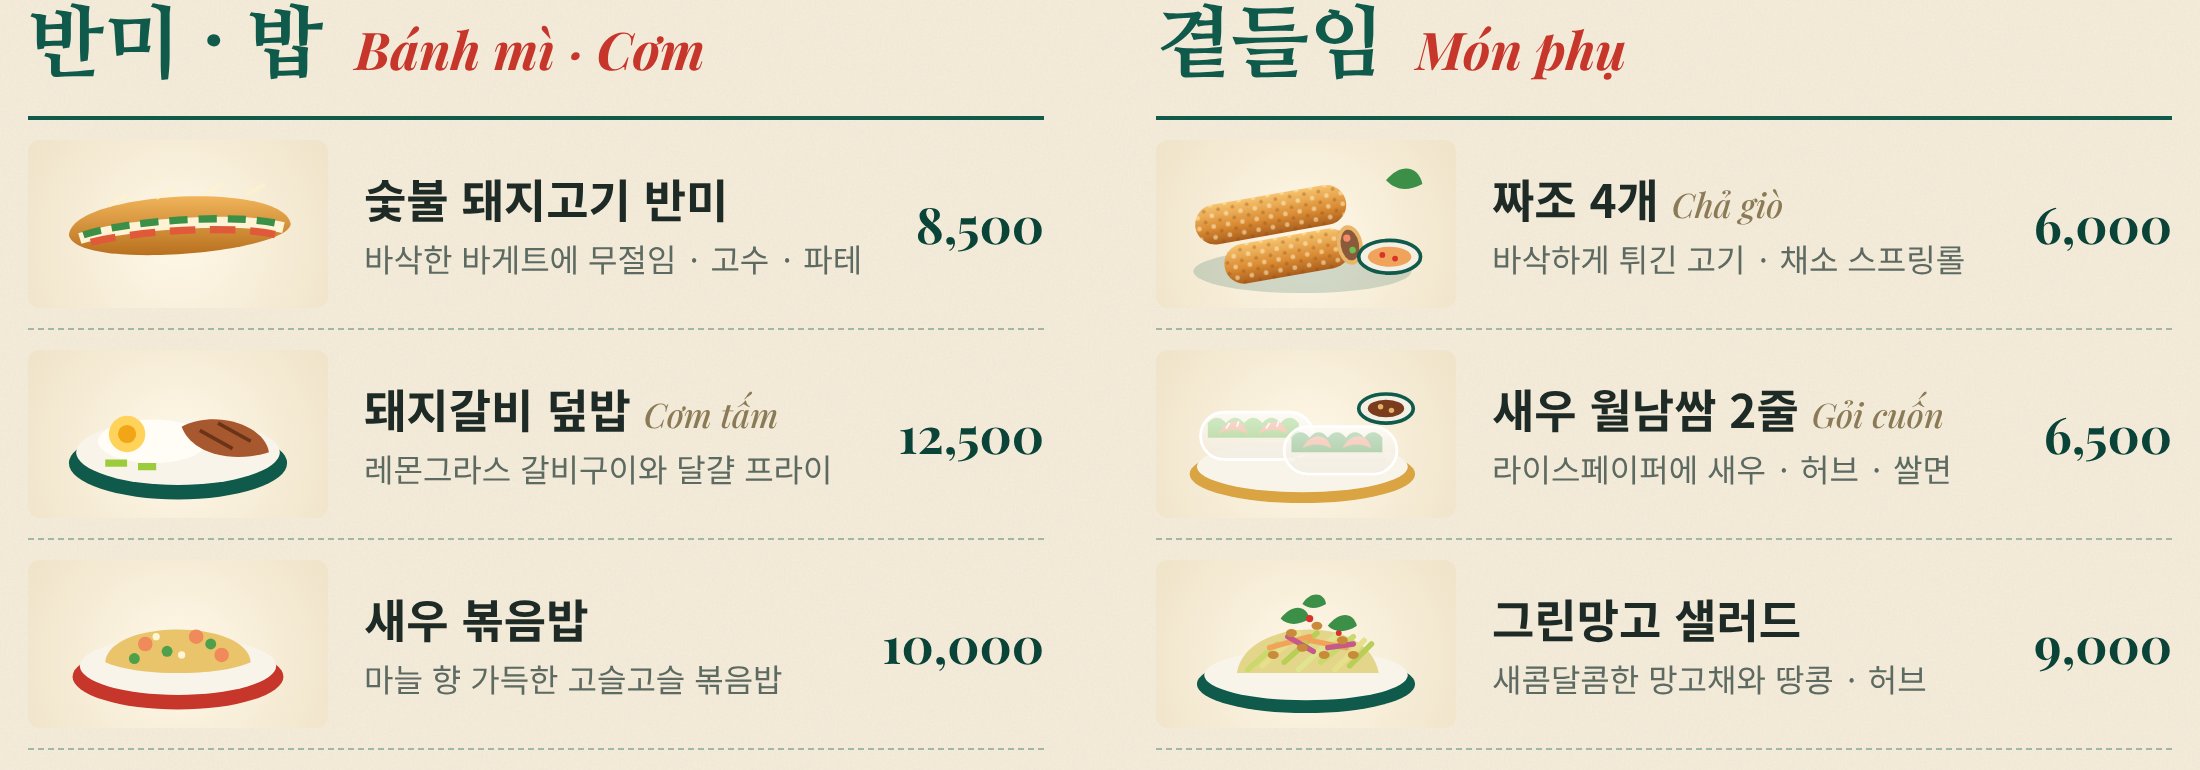 반미 · 밥 Bánh mì · Cơm
숯불 돼지고기 반미
바삭한 바게트에 무절임 · 고수 · 파테
8,500
돼지갈비 덮밥 Cơm tấm
레몬그라스 갈비구이와 달걀 프라이
12,500
새우 볶음밥
마늘 향 가득한 고슬고슬 볶음밥
10,000
곁들임 Món phụ
짜조 4개 Chả giò
바삭하게 튀긴 고기 · 채소 스프링롤
6,000
새우 월남쌈 2줄 Gỏi cuốn
라이스페이퍼에 새우 · 허브 · 쌀면
6,500
그린망고 샐러드
새콤달콤한 망고채와 땅콩 · 허브
9,000